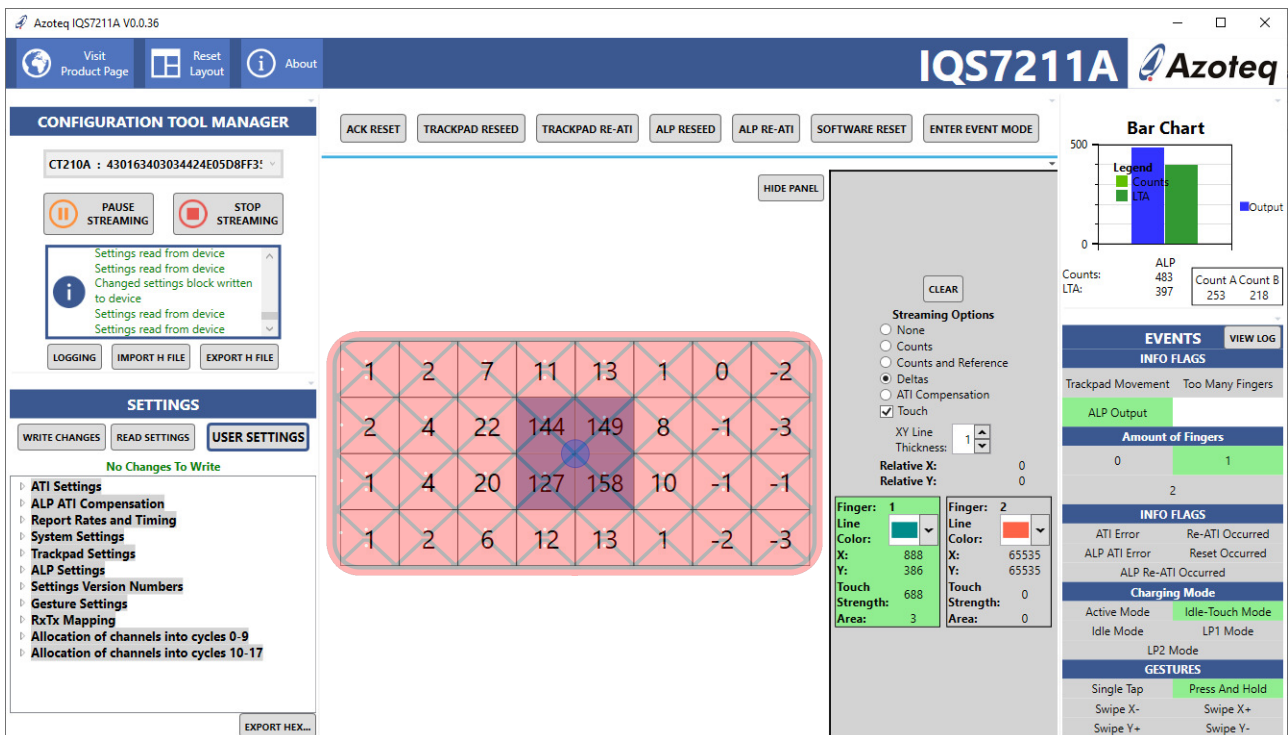 Azoteq IQS7211A V0.0.36
Visit
Product Page
Reset
Layout
About
IQS7211A
Azoteq
CONFIGURATION TOOL MANAGER
CT210A : 430163403034424E05D8FF3
PAUSE
STREAMING
STOP
STREAMING
Settings read from device
Settings read from device
Changed settings block written
to device
Settings read from device
Settings read from device
LOGGING
IMPORT H FILE
EXPORT H FILE
SETTINGS
WRITE CHANGES
READ SETTINGS
USER SETTINGS
No Changes To Write
ATI Settings
ALP ATI Compensation
Report Rates and Timing
System Settings
Trackpad Settings
ALP Settings
Settings Version Numbers
Gesture Settings
RxTx Mapping
Allocation of channels into cycles 0-9
Allocation of channels into cycles 10-17
EXPORT HEX...
ACK RESET
TRACKPAD RESEED
TRACKPAD RE-ATI
ALP RESEED
ALP RE-ATI
SOFTWARE RESET
ENTER EVENT MODE
HIDE PANEL
1 2 7 11 13 1 0 -2
2 4 22 144 149 8 -1 -3
1 4 20 127 158 10 -1 -1
1 2 6 12 13 1 -2 -3
CLEAR
Streaming Options
None
Counts
Counts and Reference
Deltas
ATI Compensation
Touch
XY Line
Thickness: 1
Relative X: 0
Relative Y: 0
Finger: 1
Line
Color:
X: 888
Y: 386
Touch
Strength: 688
Area: 3
Finger: 2
Line
Color:
X: 65535
Y: 65535
Touch
Strength: 0
Area: 0
Bar Chart
500
Legend
Counts
LTA
Output
0
ALP
Counts: 483
LTA: 397
Count A Count B
253 218
EVENTS
VIEW LOG
INFO FLAGS
Trackpad Movement Too Many Fingers
ALP Output
Amount of Fingers
0 1
2
INFO FLAGS
ATI Error Re-ATI Occurred
ALP ATI Error Reset Occurred
ALP Re-ATI Occurred
Charging Mode
Active Mode Idle-Touch Mode
Idle Mode LP1 Mode
LP2 Mode
GESTURES
Single Tap Press And Hold
Swipe X- Swipe X+
Swipe Y+ Swipe Y-